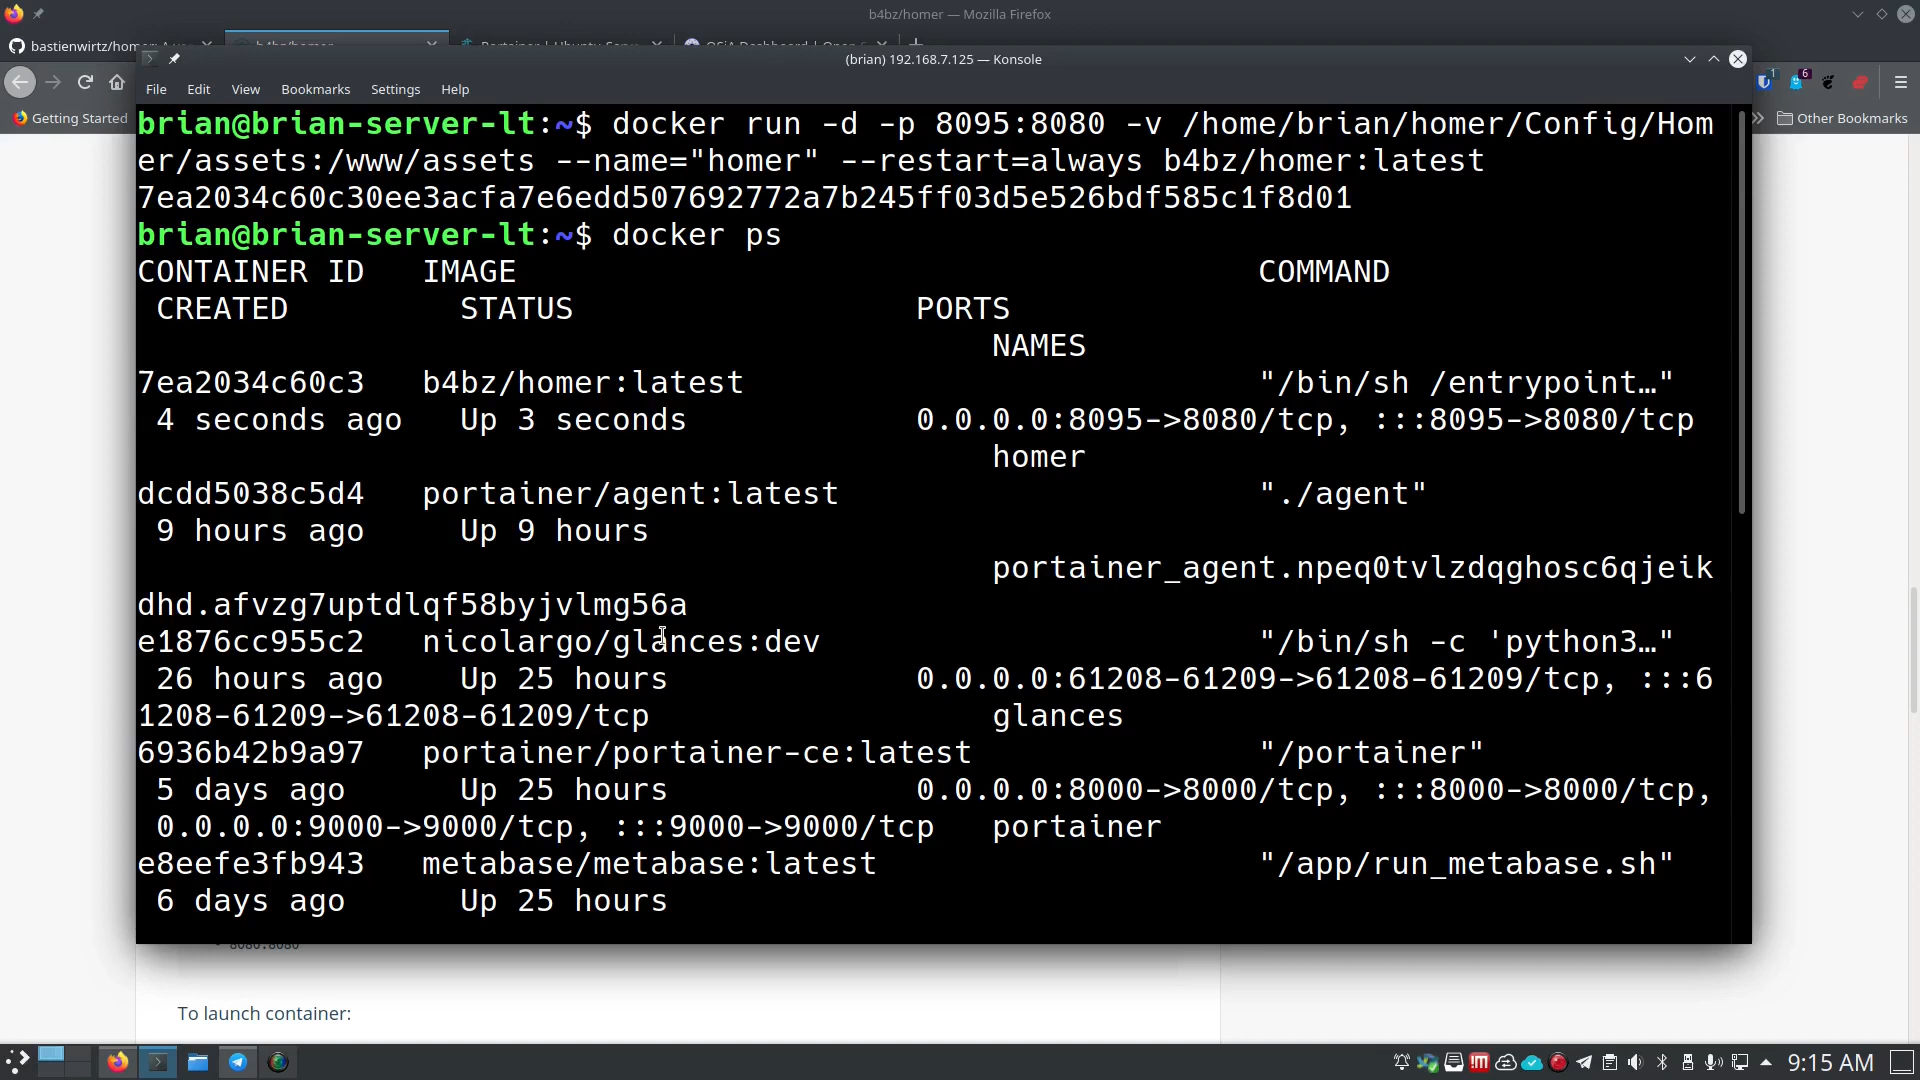 b4bz/homer — Mozilla Firefox
bastienwirtz/hom
(brian) 192.168.7.125 — Konsole
File Edit View Bookmarks Settings Help
1 6
Getting Started
Other Bookmarks
brian@brian-server-lt:~$ docker run -d -p 8095:8080 -v /home/brian/homer/Config/Hom
er/assets:/www/assets --name="homer" --restart=always b4bz/homer:latest
7ea2034c60c30ee3acfa7e6edd507692772a7b245ff03d5e526bdf585c1f8d01
brian@brian-server-lt:~$ docker ps
CONTAINER ID IMAGE COMMAND
CREATED STATUS PORTS
NAMES
7ea2034c60c3 b4bz/homer:latest "/bin/sh /entrypoint…"
4 seconds ago Up 3 seconds 0.0.0.0:8095->8080/tcp, :::8095->8080/tcp
homer
dcdd5038c5d4 portainer/agent:latest "./agent"
9 hours ago Up 9 hours
portainer_agent.npeq0tvlzdqghosc6qjeik
dhd.afvzg7uptdlqf58byjvlmg56a
e1876cc955c2 nicolargo/glances:dev "/bin/sh -c 'python3…"
26 hours ago Up 25 hours 0.0.0.0:61208-61209->61208-61209/tcp, :::6
1208-61209->61208-61209/tcp glances
6936b42b9a97 portainer/portainer-ce:latest "/portainer"
5 days ago Up 25 hours 0.0.0.0:8000->8000/tcp, :::8000->8000/tcp,
0.0.0.0:9000->9000/tcp, :::9000->9000/tcp portainer
e8eefe3fb943 metabase/metabase:latest "/app/run_metabase.sh"
6 days ago Up 25 hours
To launch container:
9:15 AM